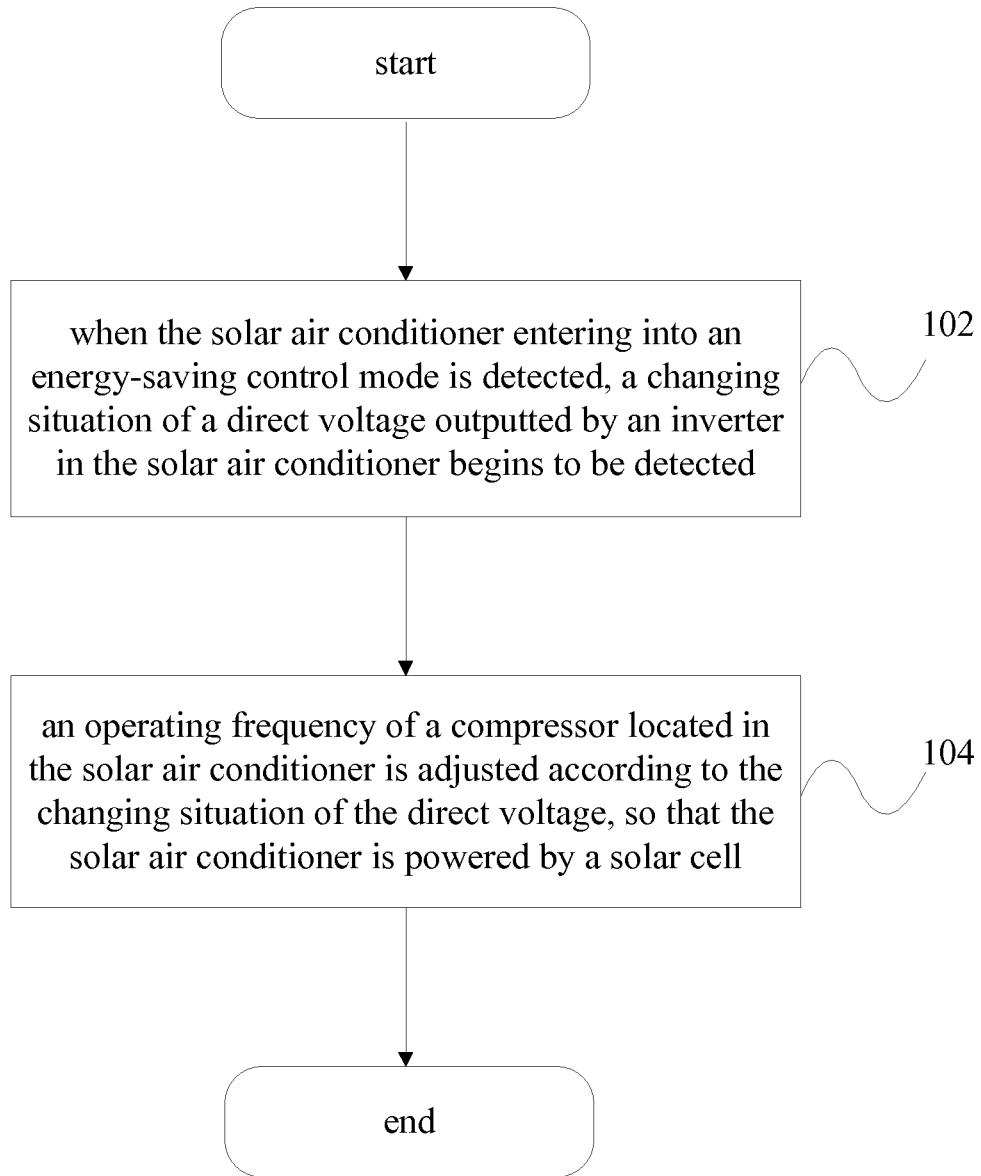 start
when the solar air conditioner entering into an
energy-saving control mode is detected, a changing
situation of a direct voltage outputted by an inverter
in the solar air conditioner begins to be detected
102
an operating frequency of a compressor located in
the solar air conditioner is adjusted according to the
changing situation of the direct voltage, so that the
solar air conditioner is powered by a solar cell
104
end